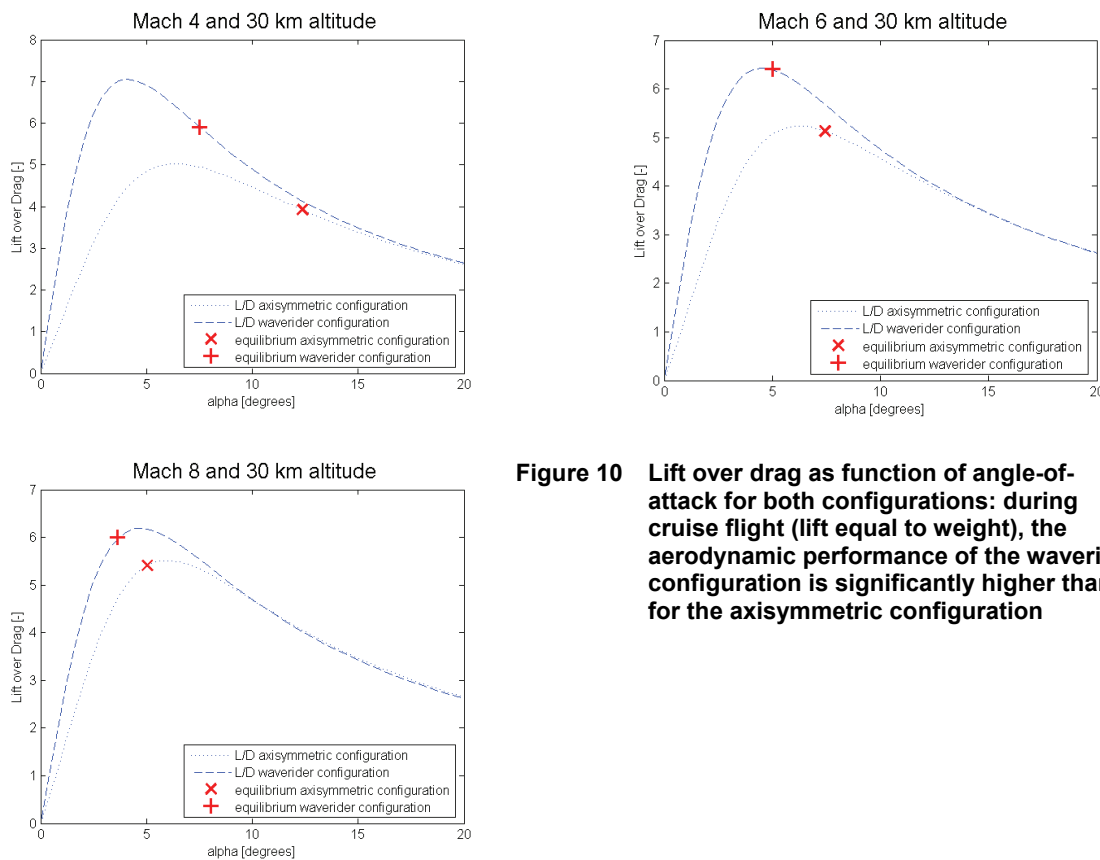 Mach 4 and 30 km altitude
8
7
6
5
4
3
2
1
0
Lift over Drag [-]
L/D axisymmetric configuration
L/D waverider configuration
equilibrium axisymmetric configuration
equilibrium waverider configuration
0 5 10 15 20
alpha [degrees]
Mach 6 and 30 km altitude
7
6
5
4
3
2
1
0
Lift over Drag [-]
L/D axisymmetric configuration
L/D waverider configuration
equilibrium axisymmetric configuration
equilibrium waverider configuration
0 5 10 15 20
alpha [degrees]
Mach 8 and 30 km altitude
7
6
5
4
3
2
1
0
Lift over Drag [-]
L/D axisymmetric configuration
L/D waverider configuration
equilibrium axisymmetric configuration
equilibrium waverider configuration
0 5 10 15 20
alpha [degrees]
Figure 10 Lift over drag as function of angle-of-
attack for both configurations: during
cruise flight (lift equal to weight), the
aerodynamic performance of the waveri
configuration is significantly higher than
for the axisymmetric configuration